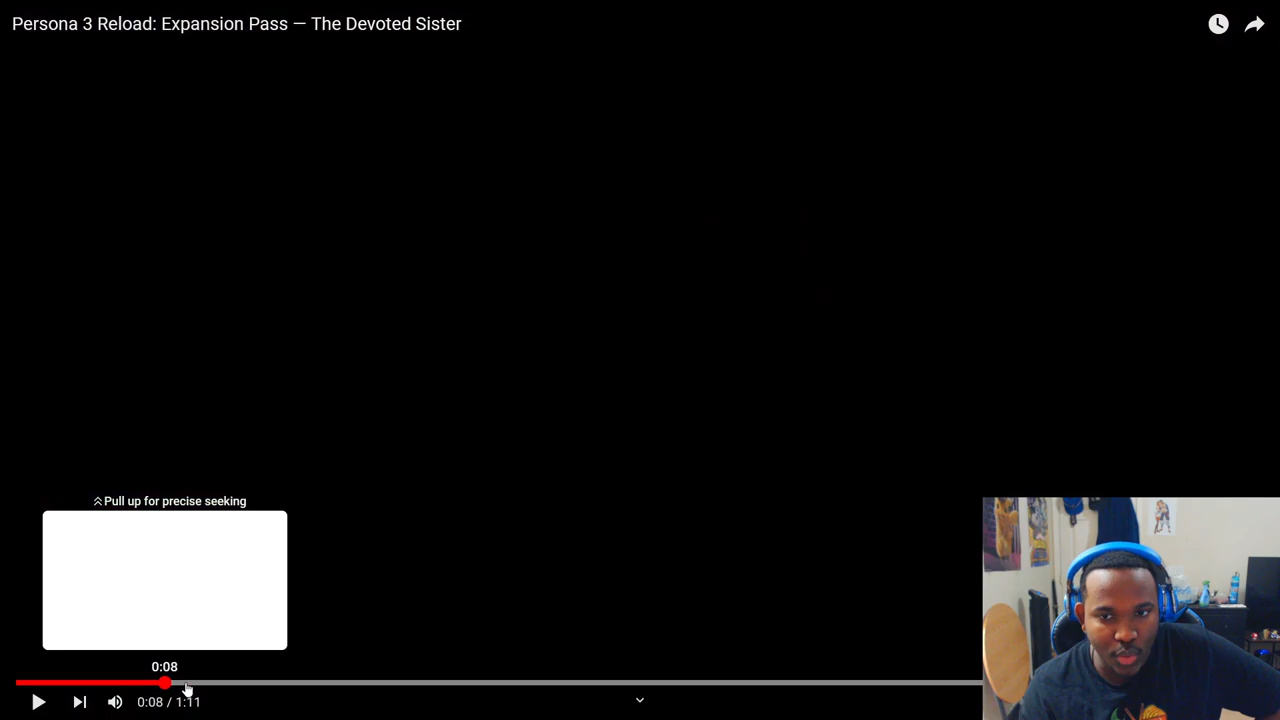 Persona 3 Reload: Expansion Pass — The Devoted Sister
Pull up for precise seeking
0:08
0:08 / 1:11